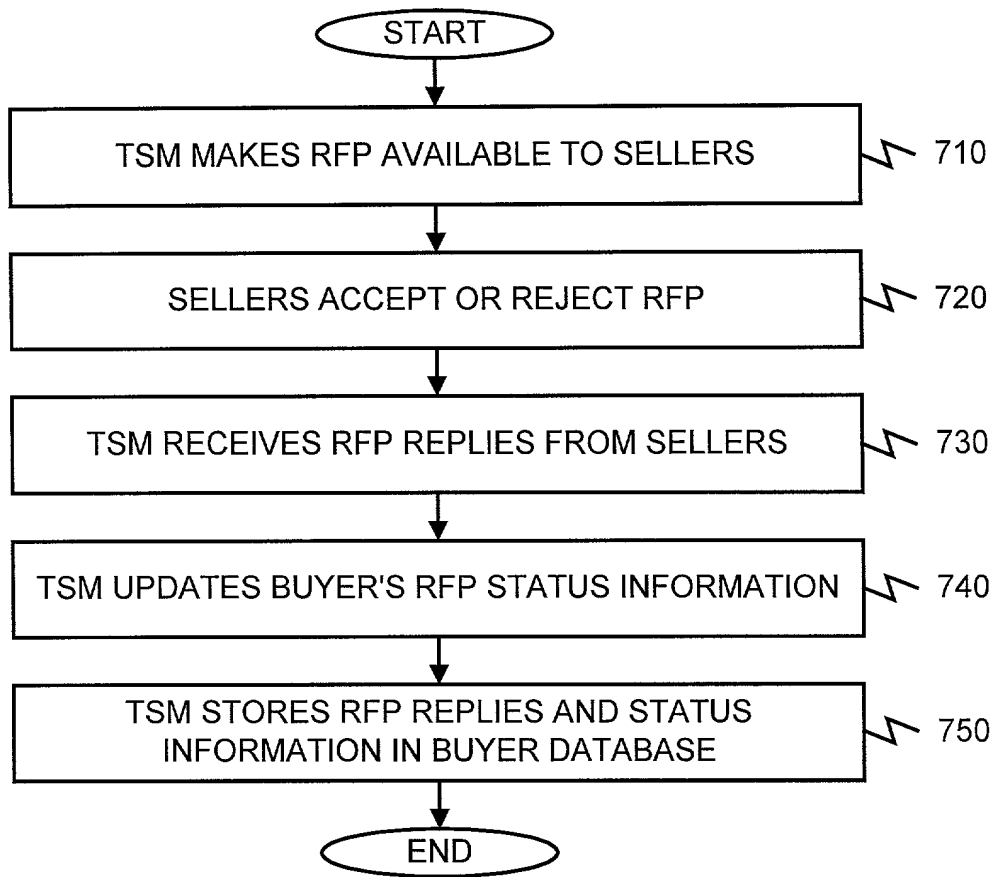 START
TSM MAKES RFP AVAILABLE TO SELLERS
710
SELLERS ACCEPT OR REJECT RFP
720
TSM RECEIVES RFP REPLIES FROM SELLERS
730
TSM UPDATES BUYER'S RFP STATUS INFORMATION
740
TSM STORES RFP REPLIES AND STATUS
INFORMATION IN BUYER DATABASE
750
END